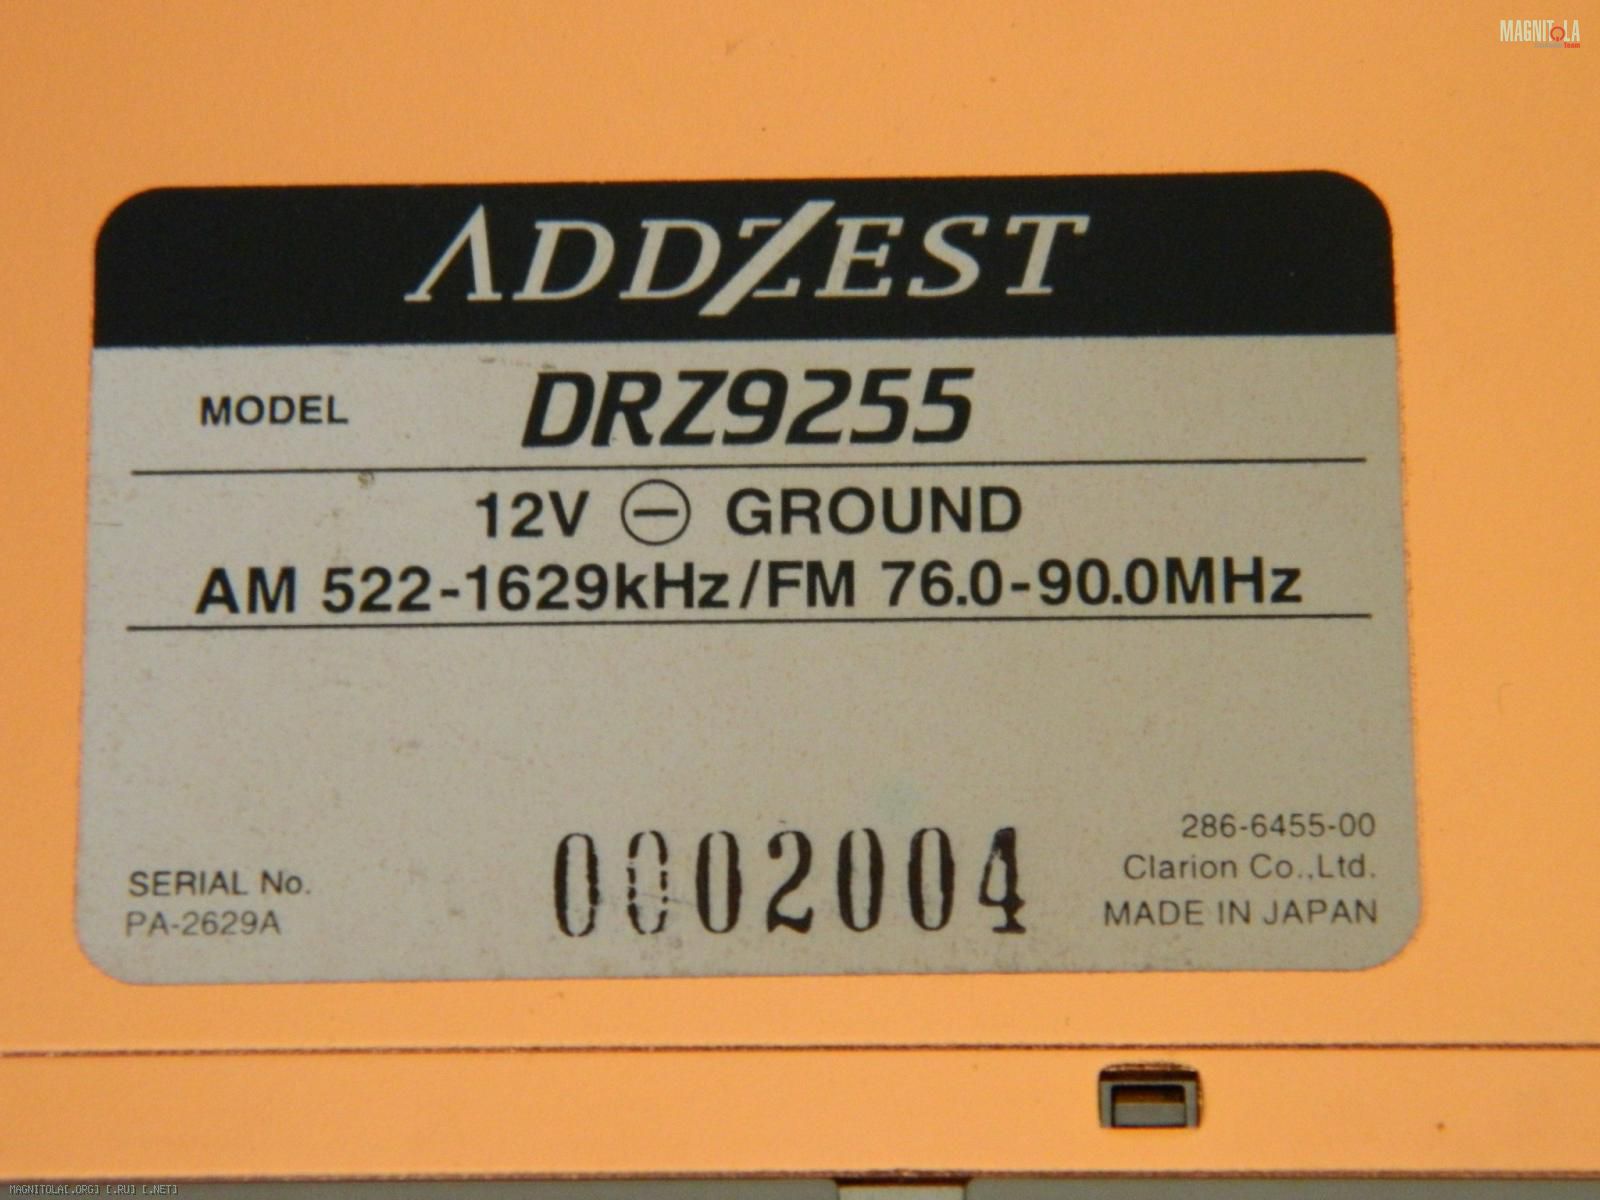 MAGNITOLA
ADDZEST
MODEL DRZ9255
12V ⊖ GROUND
AM 522-1629kHz/FM 76.0-90.0MHz
SERIAL No.
PA-2629A
0002004
286-6455-00
Clarion Co.,Ltd.
MADE IN JAPAN
MAGNITOLA[.ORG] [.RU] [.NET]